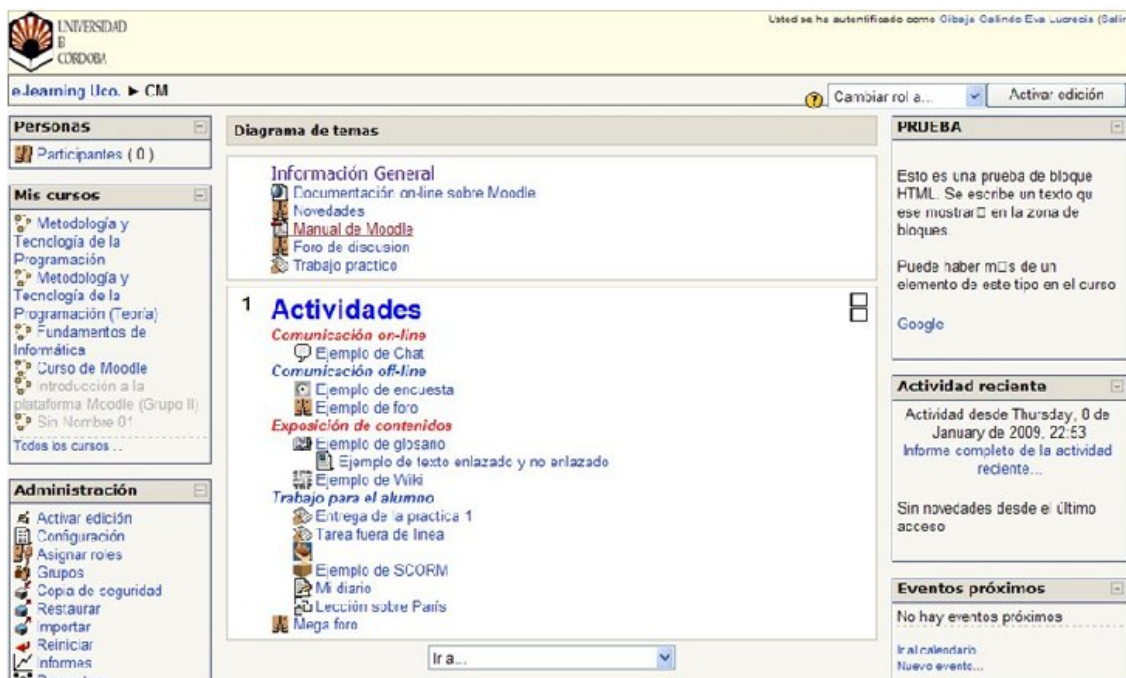 UNIVERSIDAD
DE
CÓRDOBA
Usted se ha autentificado como Gibaja Galindo Eva Lucrecia (Salir
e-learning Uco. ► CM
Cambiar rol a...
Activar edición
Personas
Participantes ( 0 )
Mis cursos
Metodología y
Tecnología de la
Programación
Metodología y
Tecnología de la
Programación (Teoría)
Fundamentos de
Informática
Curso de Moodle
Introducción a la
plataforma Moodle (Grupo II)
Sin Nombre 01
Todos los cursos ...
Administración
Activar edición
Configuración
Asignar roles
Grupos
Copia de seguridad
Restaurar
Importar
Reiniciar
Informes
Diagrama de temas
Información General
Documentación on-line sobre Moodle
Novedades
Manual de Moodle
Foro de discusion
Trabajo practico
1
Actividades
Comunicación on-line
Ejemplo de Chat
Comunicación off-line
Ejemplo de encuesta
Ejemplo de foro
Exposición de contenidos
Ejemplo de glosario
Ejemplo de texto enlazado y no enlazado
Ejemplo de Wiki
Trabajo para el alumno
Entrega de la practica 1
Tarea fuera de linea
Ejemplo de SCORM
Mi diario
Lección sobre París
Mega foro
Ir a...
PRUEBA
Esto es una prueba de bloque
HTML. Se escribe un texto qu
ese mostrar□ en la zona de
bloques.
Puede haber m□s de un
elemento de este tipo en el curso
Google
Actividad reciente
Actividad desde Thursday, 8 de
January de 2009, 22:53
Informe completo de la actividad
reciente...
Sin novedades desde el último
acceso
Eventos próximos
No hay eventos próximos
Ir al calendario...
Nuevo evento...